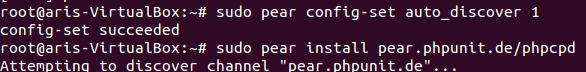 root@aris-VirtualBox:~# sudo pear config-set auto_discover 1
config-set succeeded
root@aris-VirtualBox:~# sudo pear install pear.phpunit.de/phpcpd
Attempting to discover channel "pear.phpunit.de"...